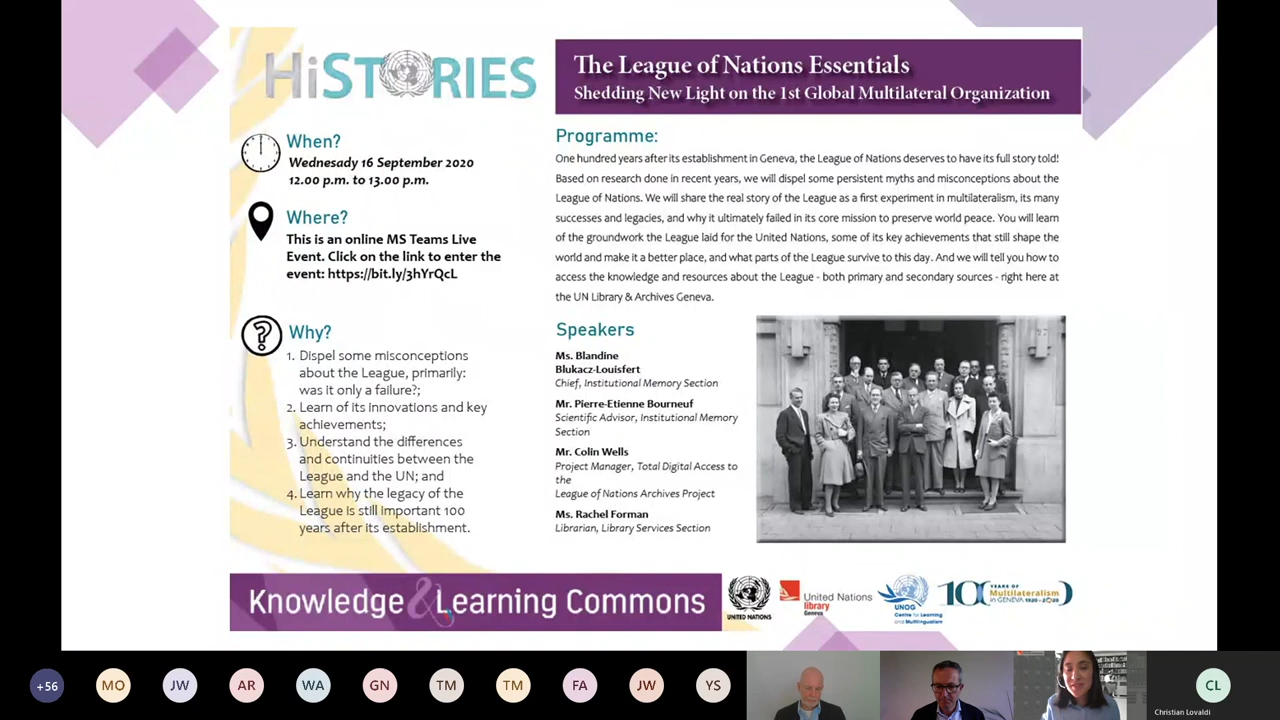 HiSTORIES
The League of Nations Essentials
Shedding New Light on the 1st Global Multilateral Organization
When?
Wednesady 16 September 2020
12.00 p.m. to 13.00 p.m.
Where?
This is an online MS Teams Live
Event. Click on the link to enter the
event: https://bit.ly/3hYrQcL
Why?
1. Dispel some misconceptions
about the League, primarily:
was it only a failure?;
2. Learn of its innovations and key
achievements;
3. Understand the differences
and continuities between the
League and the UN; and
4. Learn why the legacy of the
League is still important 100
years after its establishment.
Programme:
One hundred years after its establishment in Geneva, the League of Nations deserves to have its full story told!
Based on research done in recent years, we will dispel some persistent myths and misconceptions about the
League of Nations. We will share the real story of the League as a first experiment in multilateralism, its many
successes and legacies, and why it ultimately failed in its core mission to preserve world peace. You will learn
of the groundwork the League laid for the United Nations, some of its key achievements that still shape the
world and make it a better place, and what parts of the League survive to this day. And we will tell you how to
access the knowledge and resources about the League - both primary and secondary sources - right here at
the UN Library & Archives Geneva.
Speakers
Ms. Blandine
Blukacz-Louisfert
Chief, Institutional Memory Section
Mr. Pierre-Etienne Bourneuf
Scientific Advisor, Institutional Memory
Section
Mr. Colin Wells
Project Manager, Total Digital Access to
the
League of Nations Archives Project
Ms. Rachel Forman
Librarian, Library Services Section
Knowledge & Learning Commons
UNITED NATIONS
United Nations
library
Geneva
UNOG
Centre for Learning
and Multilingualism
100 YEARS OF
Multilateralism
IN GENEVA 1920-2020
+56 MO JW AR WA GN TM TM FA JW YS CL
Christian Lovaldi